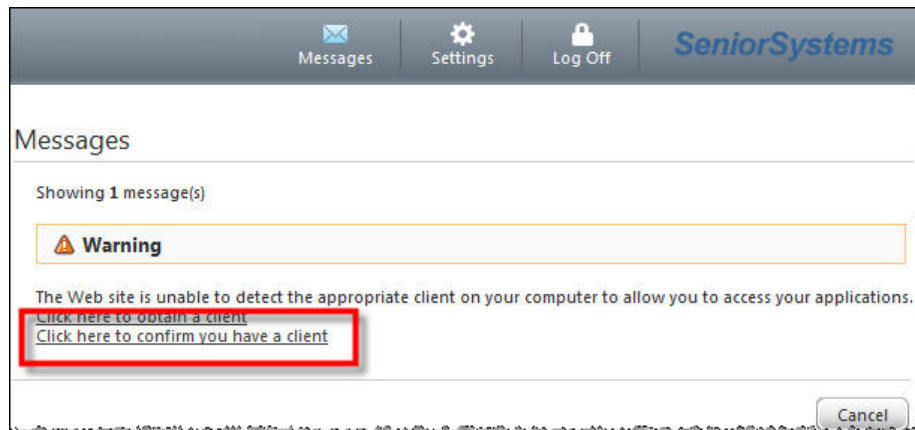 Messages
Settings
Log Off
SeniorSystems
Messages
Showing 1 message(s)
Warning
The Web site is unable to detect the appropriate client on your computer to allow you to access your applications.
Click here to obtain a client
Click here to confirm you have a client
Cancel